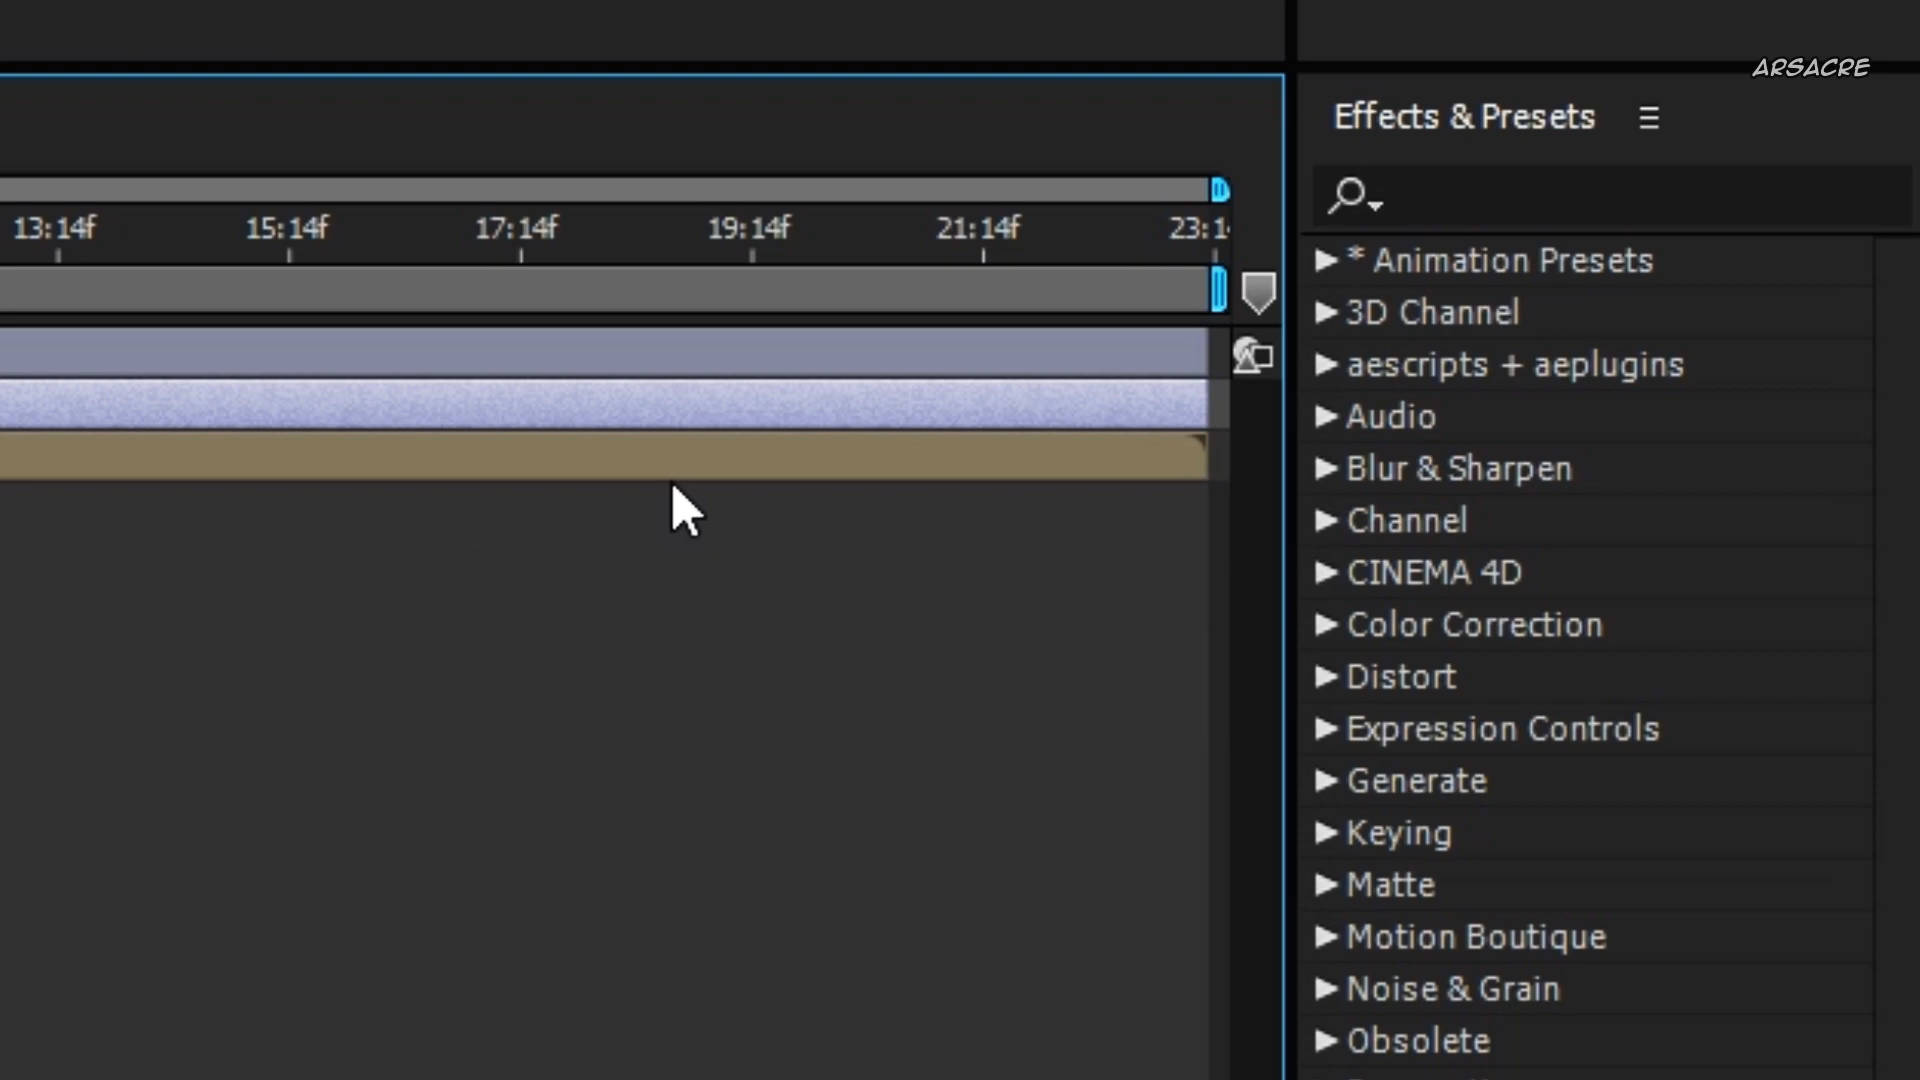 ARSACRE
Effects & Presets
13:14f 15:14f 17:14f 19:14f 21:14f 23:1
* Animation Presets
3D Channel
aescripts + aeplugins
Audio
Blur & Sharpen
Channel
CINEMA 4D
Color Correction
Distort
Expression Controls
Generate
Keying
Matte
Motion Boutique
Noise & Grain
Obsolete